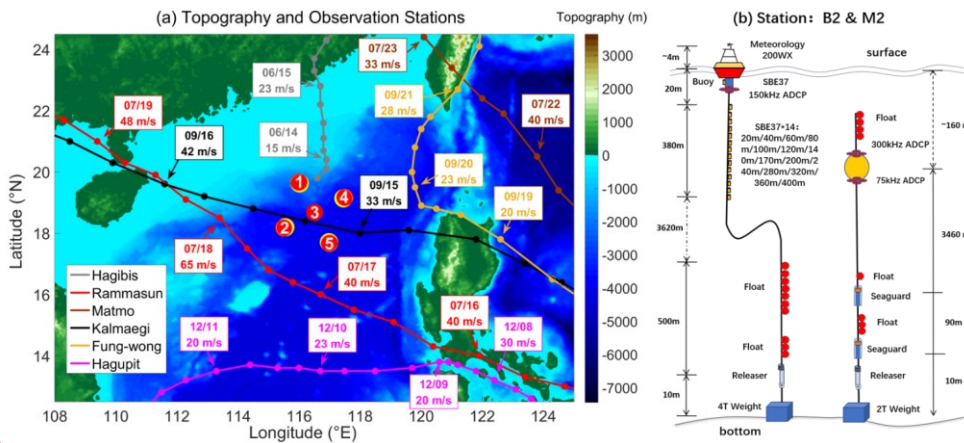 (a) Topography and Observation Stations
Topography (m)
24
22
20
18
16
14
Latitude (°N)
108
110
112
114
116
118
120
122
124
Longitude (°E)
3000
2000
1000
0
-1000
-2000
-3000
-4000
-5000
-6000
-7000
07/23
33 m/s
06/15
23 m/s
09/21
28 m/s
07/22
40 m/s
07/19
48 m/s
09/16
42 m/s
06/14
15 m/s
09/20
23 m/s
09/15
33 m/s
09/19
20 m/s
1
4
3
2
5
07/18
65 m/s
07/17
40 m/s
07/16
40 m/s
12/11
20 m/s
12/10
23 m/s
12/08
30 m/s
12/09
20 m/s
Hagibis
Rammasun
Matmo
Kalmaegi
Fung-wong
Hagupit
(b) Station: B2 & M2
Meteorology
200WX
surface
~4m
Buoy
20m
SBE37
150kHz ADCP
380m
SBE37*14:
20m/40m/60m/80
m/100m/120m/14
0m/170m/200m/2
40m/280m/320m/
360m/400m
Float
300kHz ADCP
75kHz ADCP
~160m
3620m
3460m
Float
Float
Seaguard
Float
Seaguard
500m
90m
Float
Releaser
Releaser
10m
10m
4T Weight
2T Weight
bottom